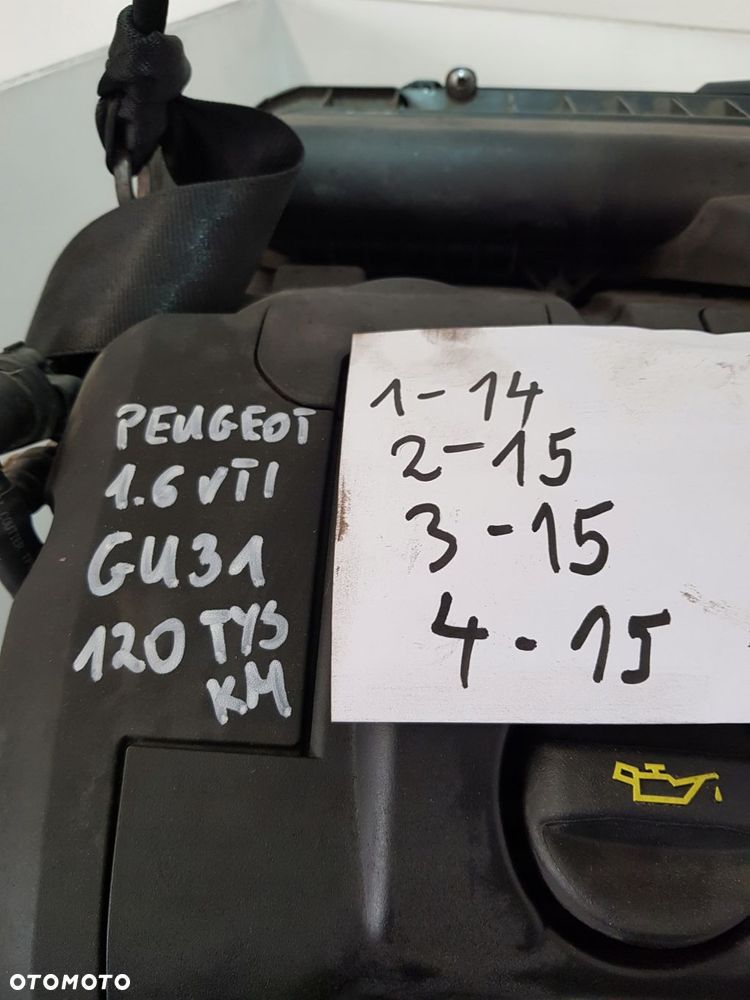 PEUGEOT
1.6 VTI
GU31
120 TYS
KM
1-14
2-15
3-15
4-15
OTOMOTO